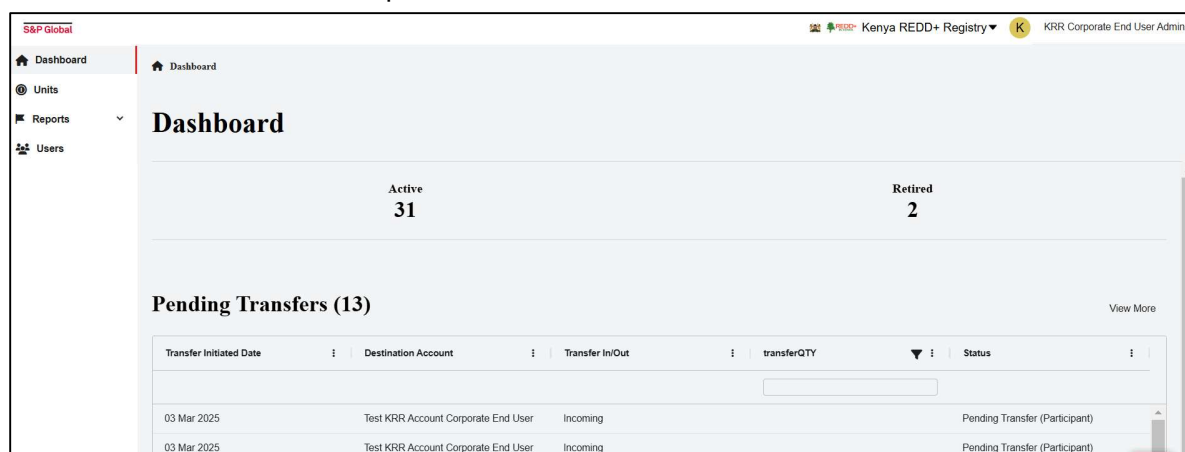 S&P Global
REDD+ Kenya REDD+ Registry K KRR Corporate End User Admin
Dashboard
Units
Reports
Users
Dashboard
Dashboard
Active
31
Retired
2
Pending Transfers (13)
View More
Transfer Initiated Date Destination Account Transfer In/Out transferQTY Status
03 Mar 2025 Test KRR Account Corporate End User Incoming Pending Transfer (Participant)
03 Mar 2025 Test KRR Account Corporate End User Incoming Pending Transfer (Participant)